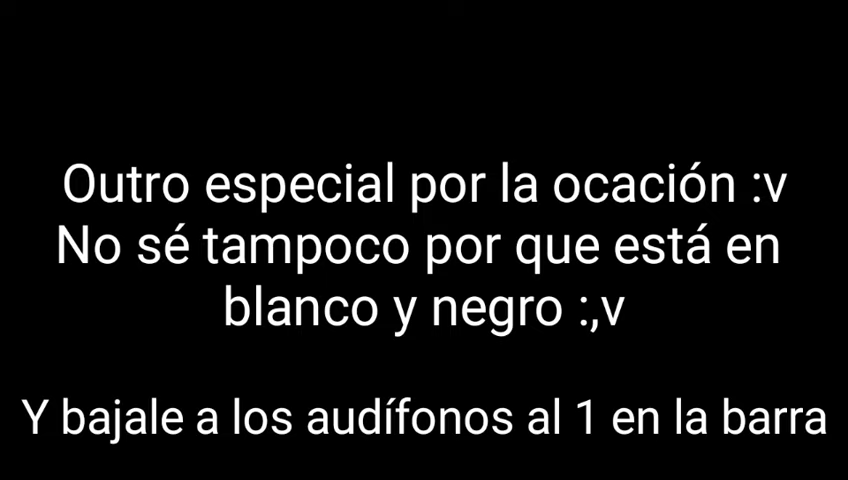 Outro especial por la ocación :v
No sé tampoco por que está en
blanco y negro :,v
Y bajale a los audífonos al 1 en la barra